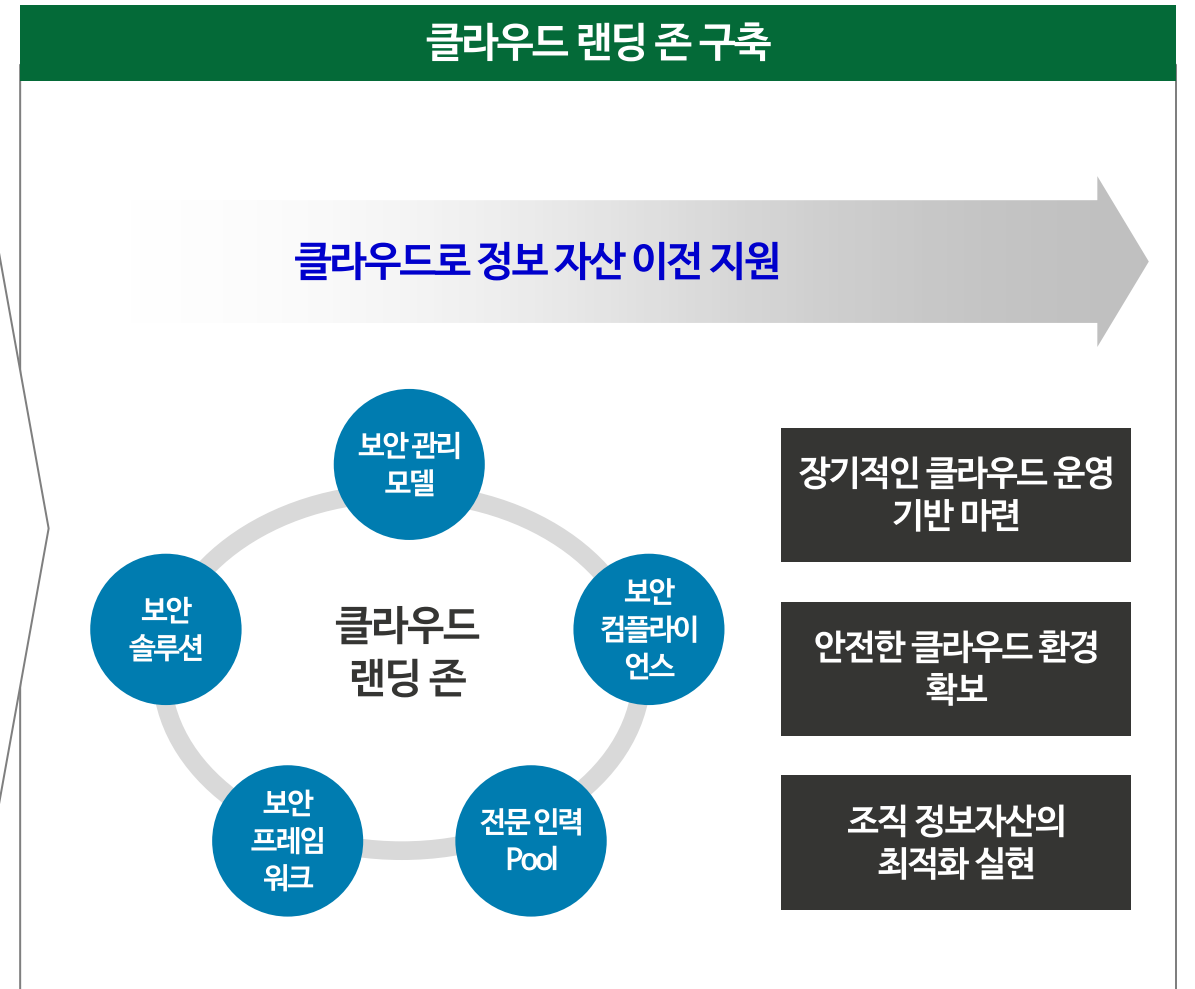 클라우드 랜딩 존 구축
클라우드로 정보 자산 이전 지원
보안 관리
모델
보안
솔루션
클라우드
랜딩 존
보안
컴플라이
언스
보안
프레임
워크
전문 인력
Pool
장기적인 클라우드 운영
기반 마련
안전한 클라우드 환경
확보
조직 정보자산의
최적화 실현